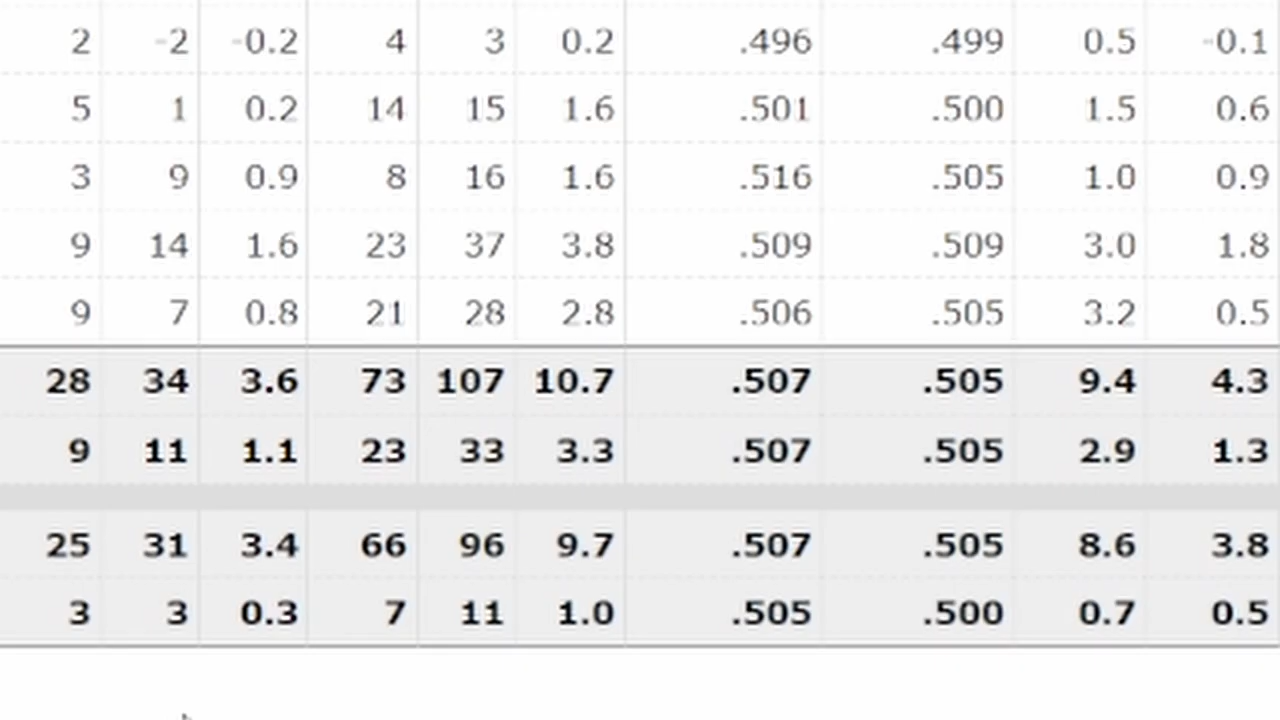 2 -2 -0.2 4 3 0.2 .496 .499 0.5 -0.1
5 1 0.2 14 15 1.6 .501 .500 1.5 0.6
3 9 0.9 8 16 1.6 .516 .505 1.0 0.9
9 14 1.6 23 37 3.8 .509 .509 3.0 1.8
9 7 0.8 21 28 2.8 .506 .505 3.2 0.5
28 34 3.6 73 107 10.7 .507 .505 9.4 4.3
9 11 1.1 23 33 3.3 .507 .505 2.9 1.3
25 31 3.4 66 96 9.7 .507 .505 8.6 3.8
3 3 0.3 7 11 1.0 .505 .500 0.7 0.5